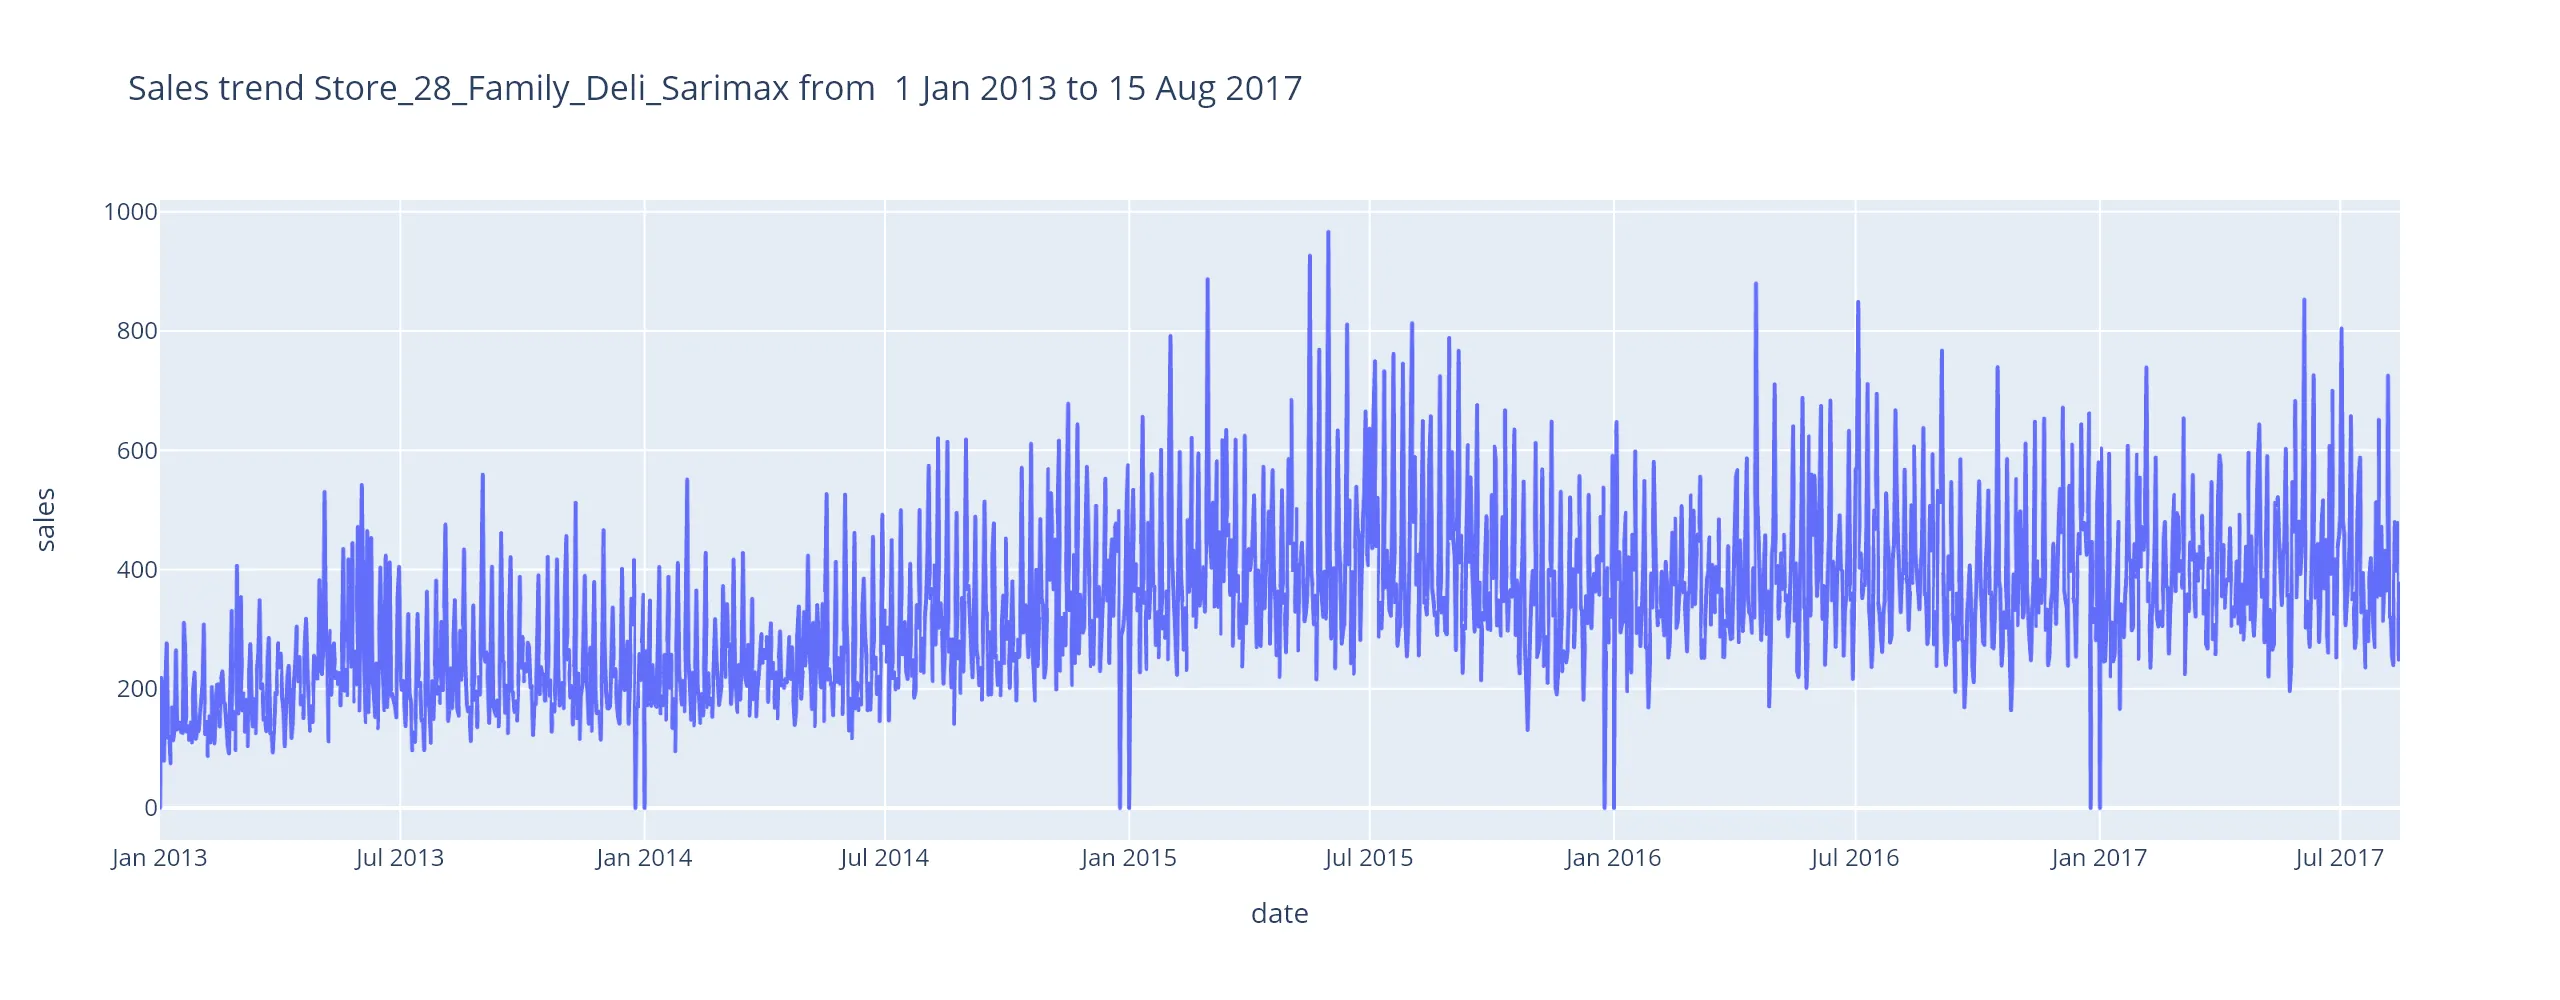 Sales trend Store_28_Family_Deli_Sarimax from  1 Jan 2013 to 15 Aug 2017
1000
800
600
400
200
0
sales
Jan 2013 Jul 2013 Jan 2014 Jul 2014 Jan 2015 Jul 2015 Jan 2016 Jul 2016 Jan 2017 Jul 2017
date